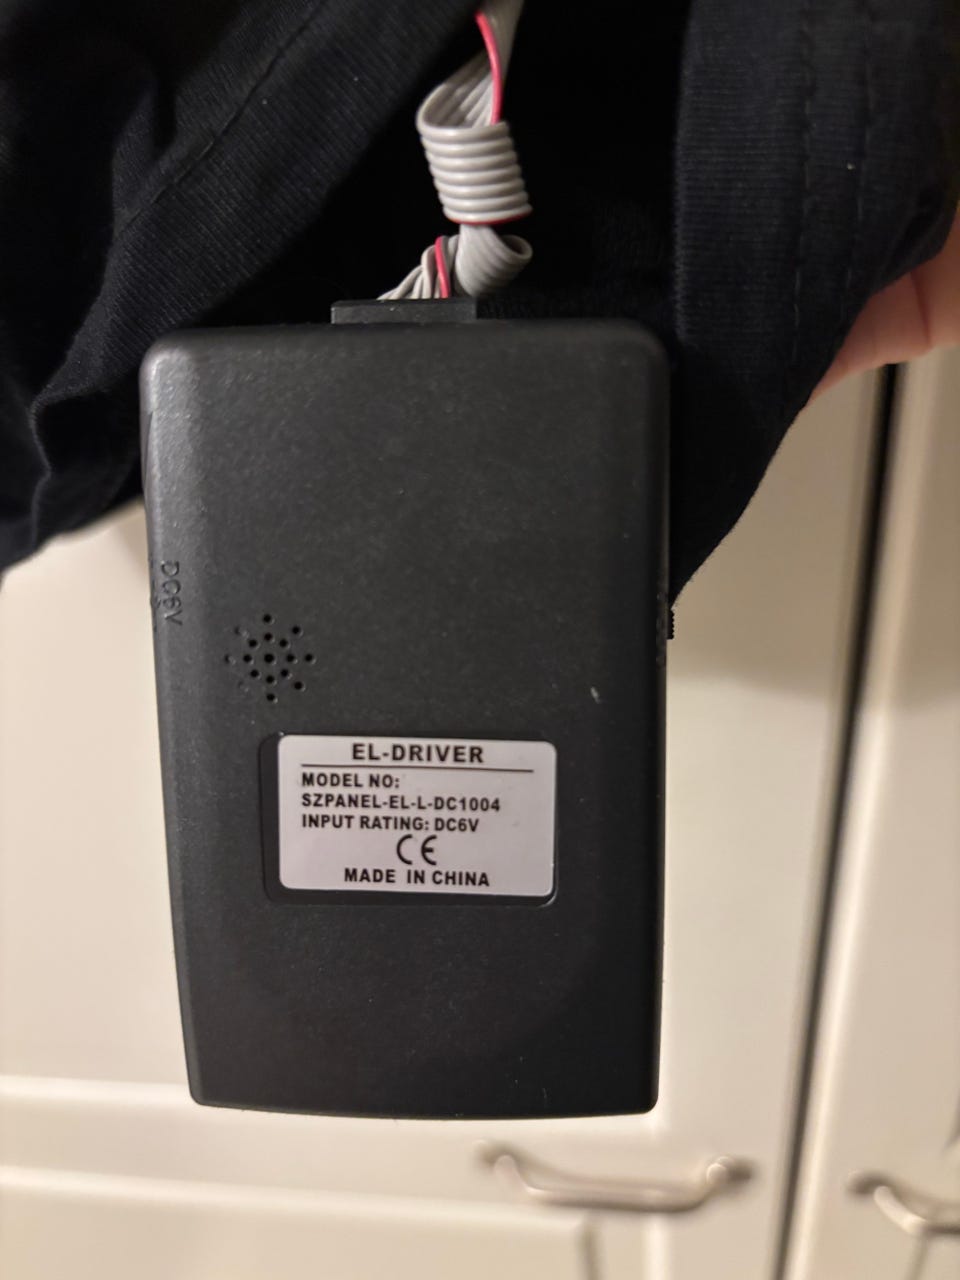 DC6V
EL-DRIVER
MODEL NO:
SZPANEL-EL-L-DC1004
INPUT RATING: DC6V
CE
MADE IN CHINA